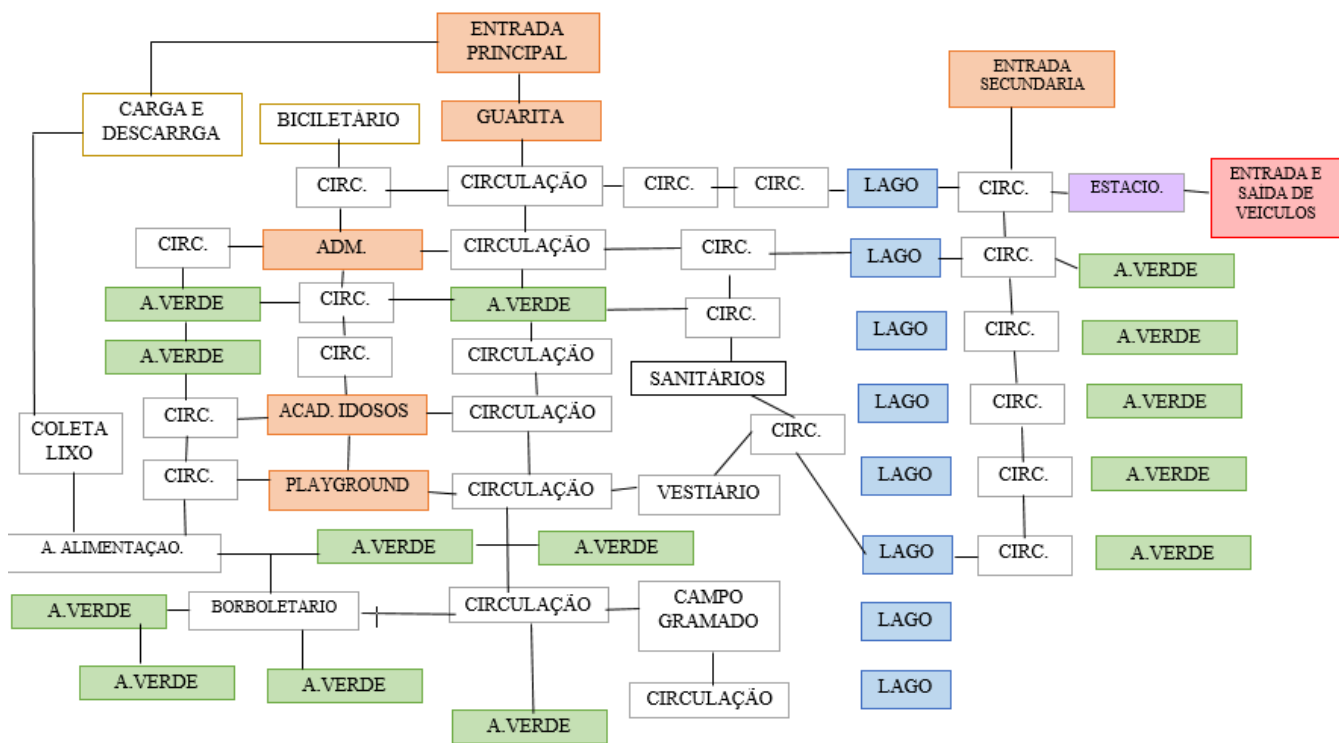 ENTRADA
PRINCIPAL
ENTRADA
SECUNDARIA
CARGA E
DESCARRGA
BICILETÁRIO
GUARITA
CIRC.
CIRCULAÇÃO
CIRC.
CIRC.
LAGO
CIRC.
ESTACIO.
ENTRADA E
SAÍDA DE
VEICULOS
CIRC.
ADM.
CIRCULAÇÃO
CIRC.
LAGO
CIRC.
A.VERDE
A.VERDE
CIRC.
A.VERDE
CIRC.
LAGO
CIRC.
A.VERDE
A.VERDE
CIRC.
CIRCULAÇÃO
SANITÁRIOS
CIRC.
ACAD. IDOSOS
CIRCULAÇÃO
LAGO
CIRC.
A.VERDE
COLETA
LIXO
CIRC.
CIRC.
PLAYGROUND
CIRCULAÇÃO
VESTIÁRIO
LAGO
CIRC.
A.VERDE
A. ALIMENTAÇAO.
A.VERDE
A.VERDE
LAGO
CIRC.
A.VERDE
A.VERDE
BORBOLETARIO
CIRCULAÇÃO
CAMPO
GRAMADO
LAGO
A.VERDE
A.VERDE
CIRCULAÇÃO
LAGO
A.VERDE